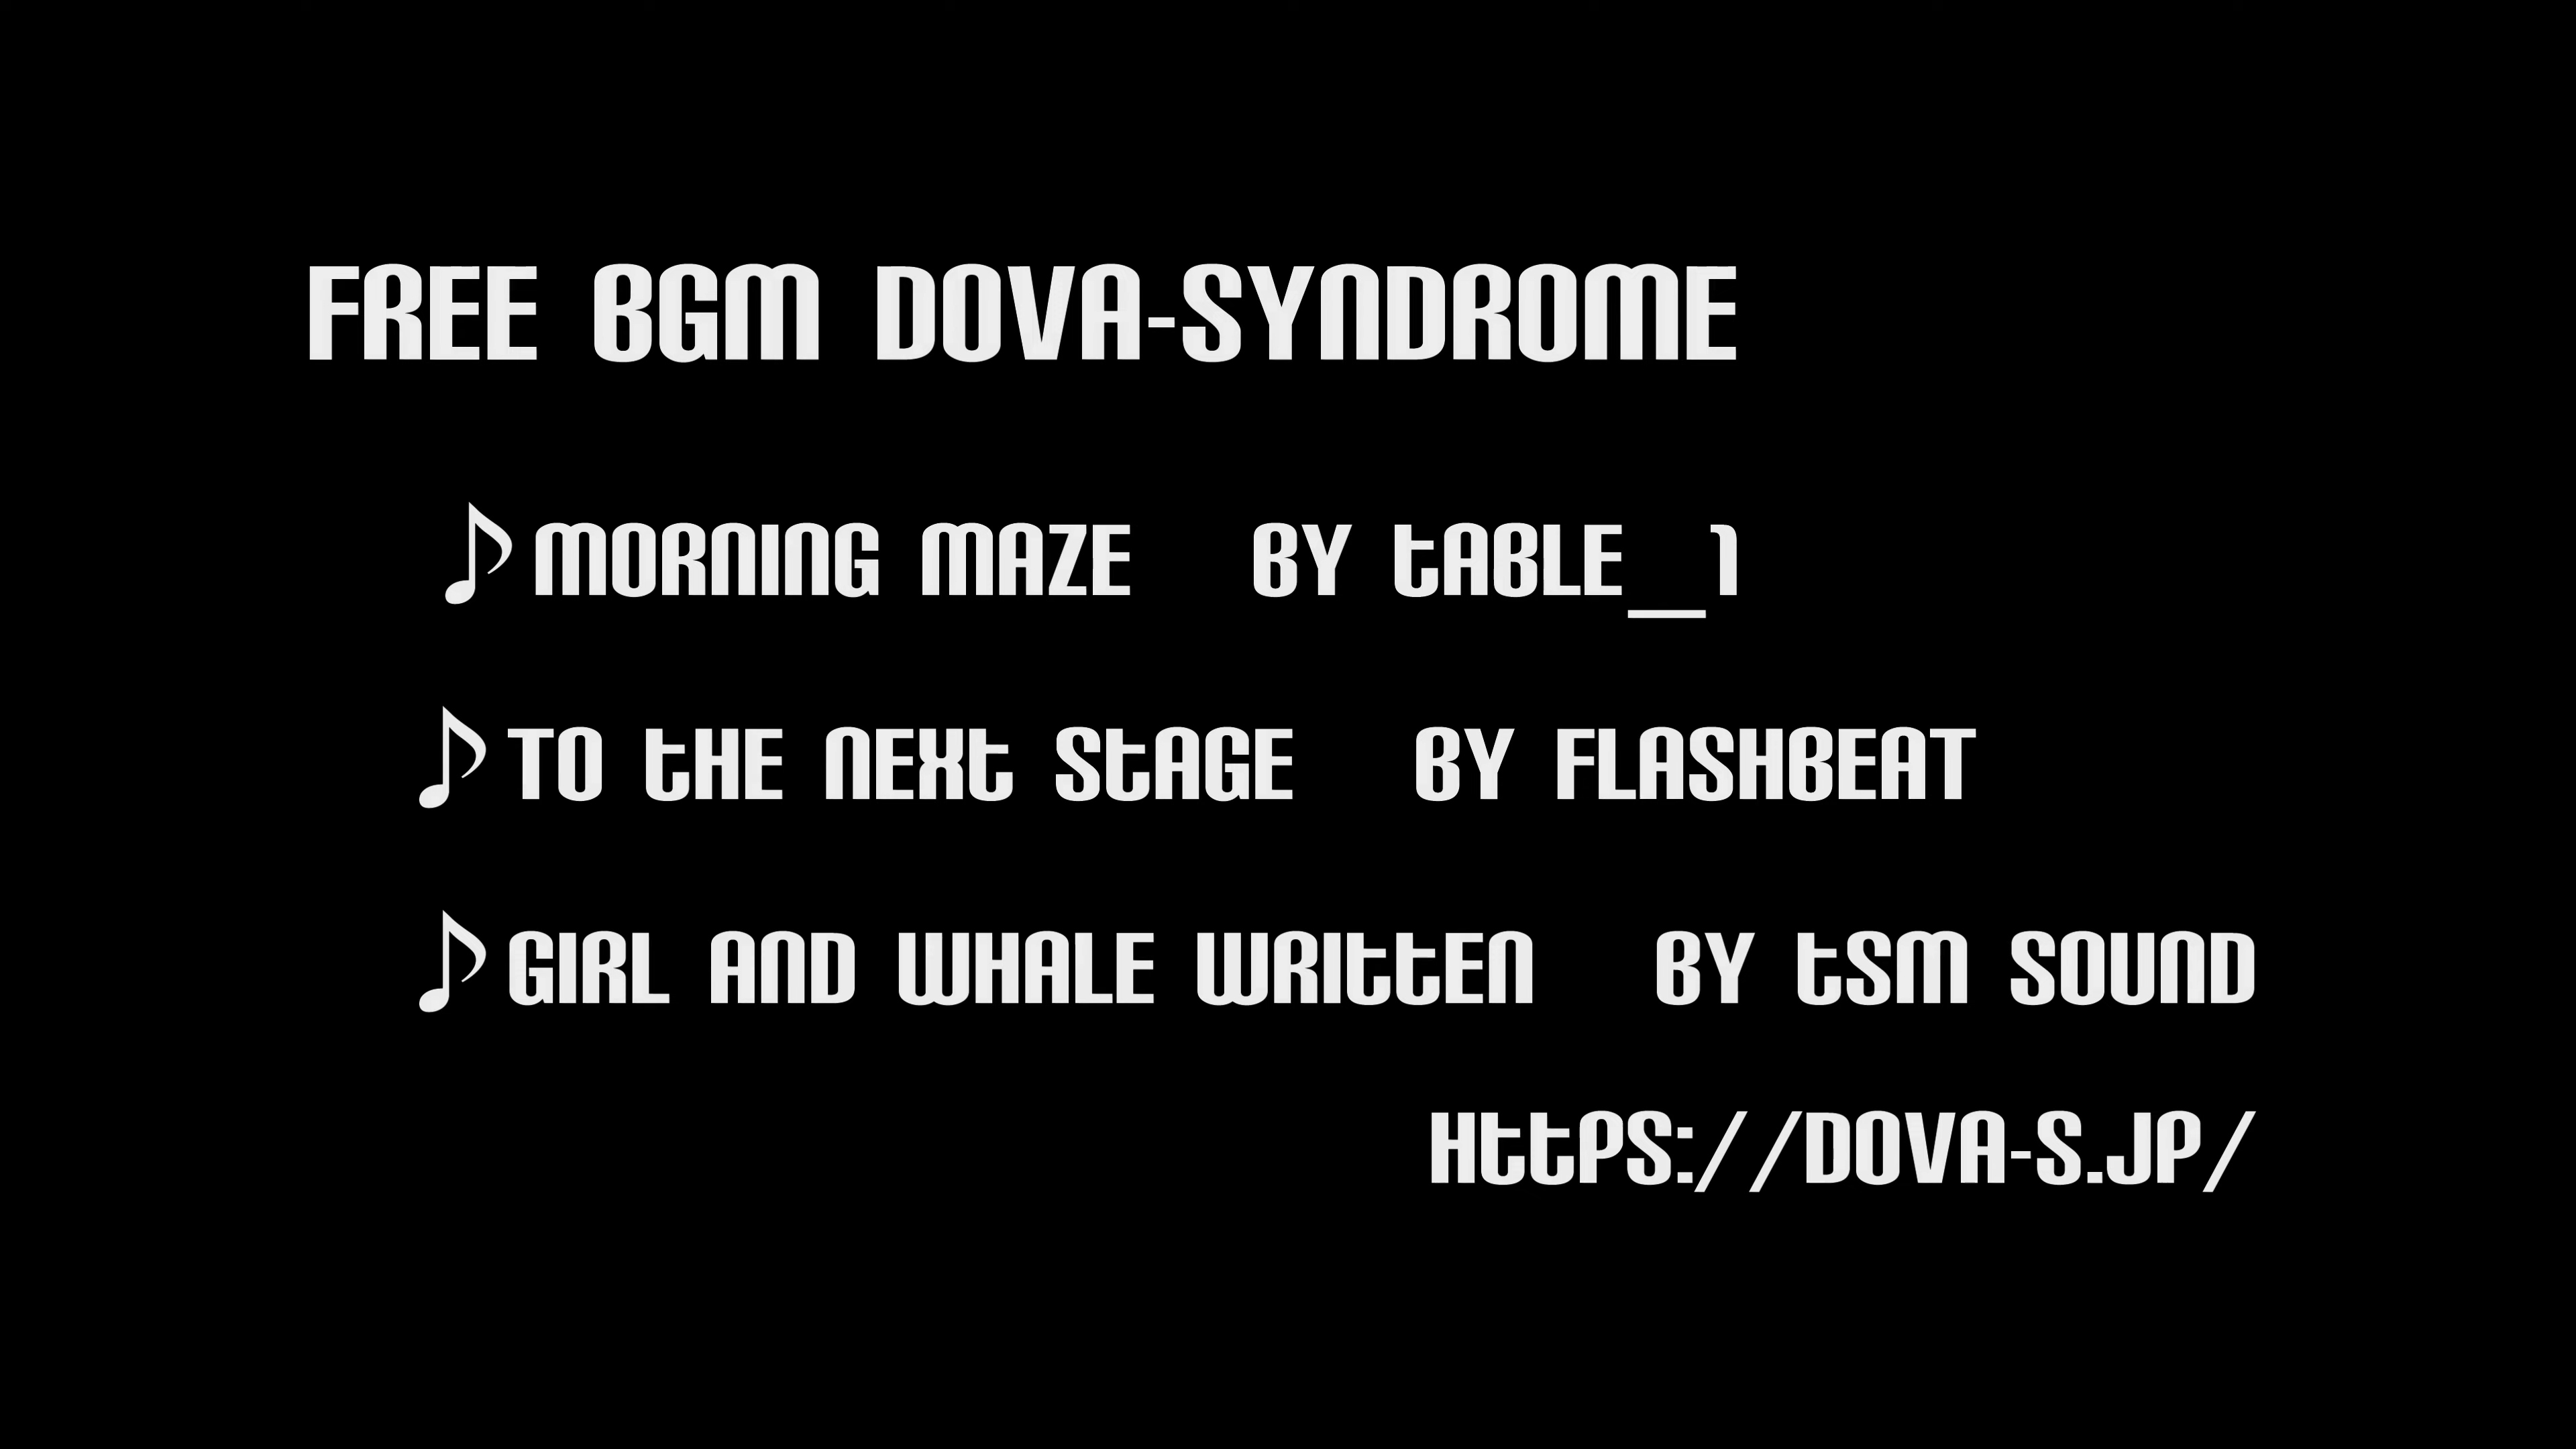 FREE BGM DOVA-SYNDROME
♪MORNING MAZE BY tABLE_1
♪TO tHE NEXt StAGE BY FLASHBEAT
♪GIRL AND WHALE WRIttEN BY tSM SOUND
HttPS://DOVA-S.JP/